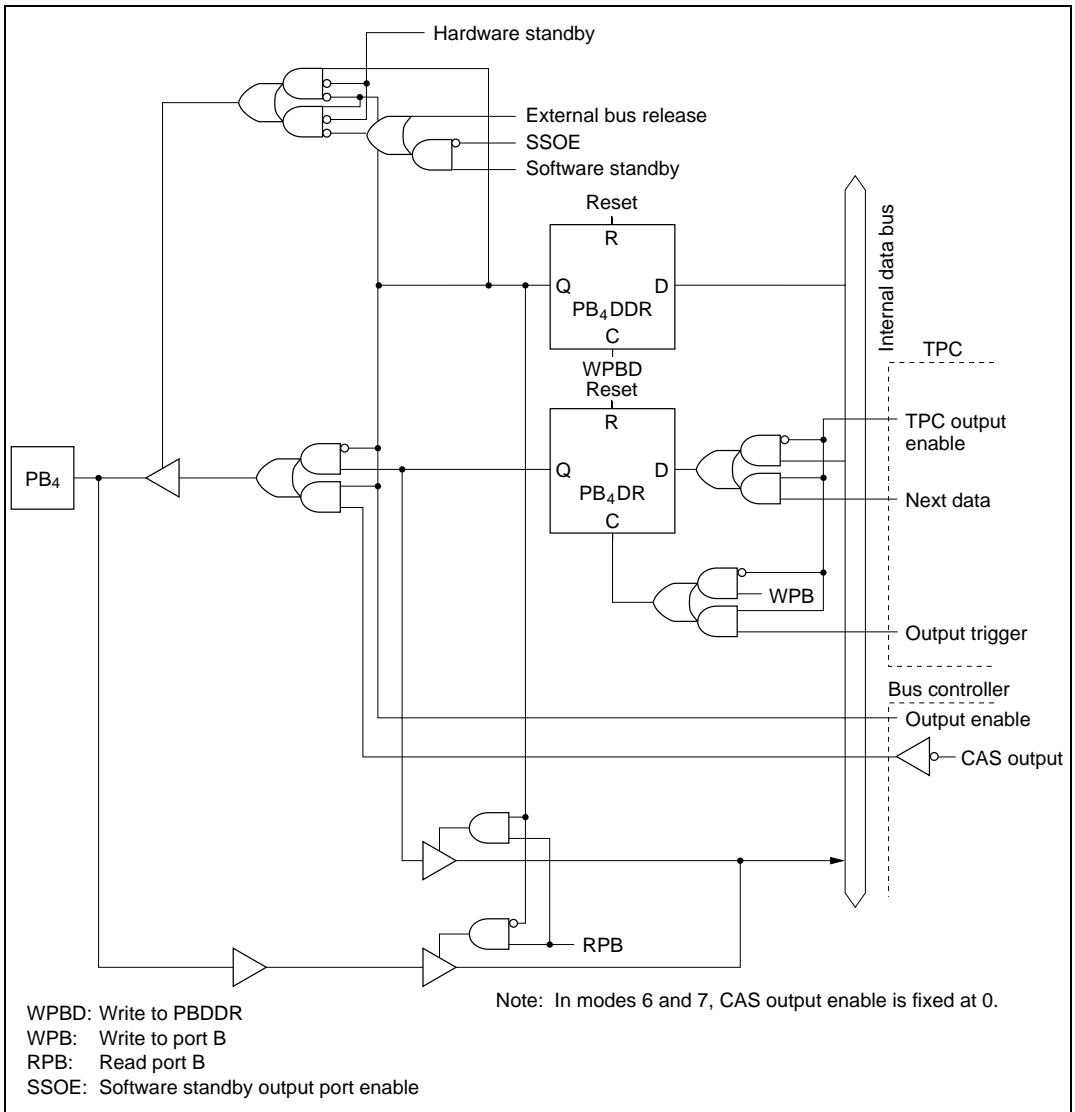 Hardware standby
External bus release
SSOE
Software standby
Reset
R
Q
D
PB4DDR
C
WPBD
Internal data bus
TPC
Reset
R
TPC output
enable
PB4
Q
D
PB4DR
C
Next data
WPB
Output trigger
Bus controller
Output enable
CAS output
RPB
Note: In modes 6 and 7, CAS output enable is fixed at 0.
WPBD: Write to PBDDR
WPB: Write to port B
RPB: Read port B
SSOE: Software standby output port enable